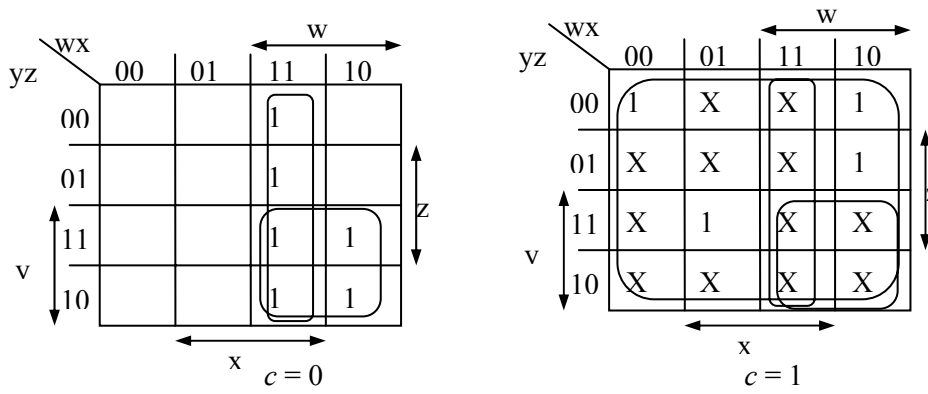 w
wx
yz
00 01 11 10
00 1
01 1
z
11 1 1
v
10 1 1
x
c = 0
w
wx
yz
00 01 11 10
00 1 X X 1
01 X X X 1
11 X 1 X X
v
10 X X X X
x
c = 1